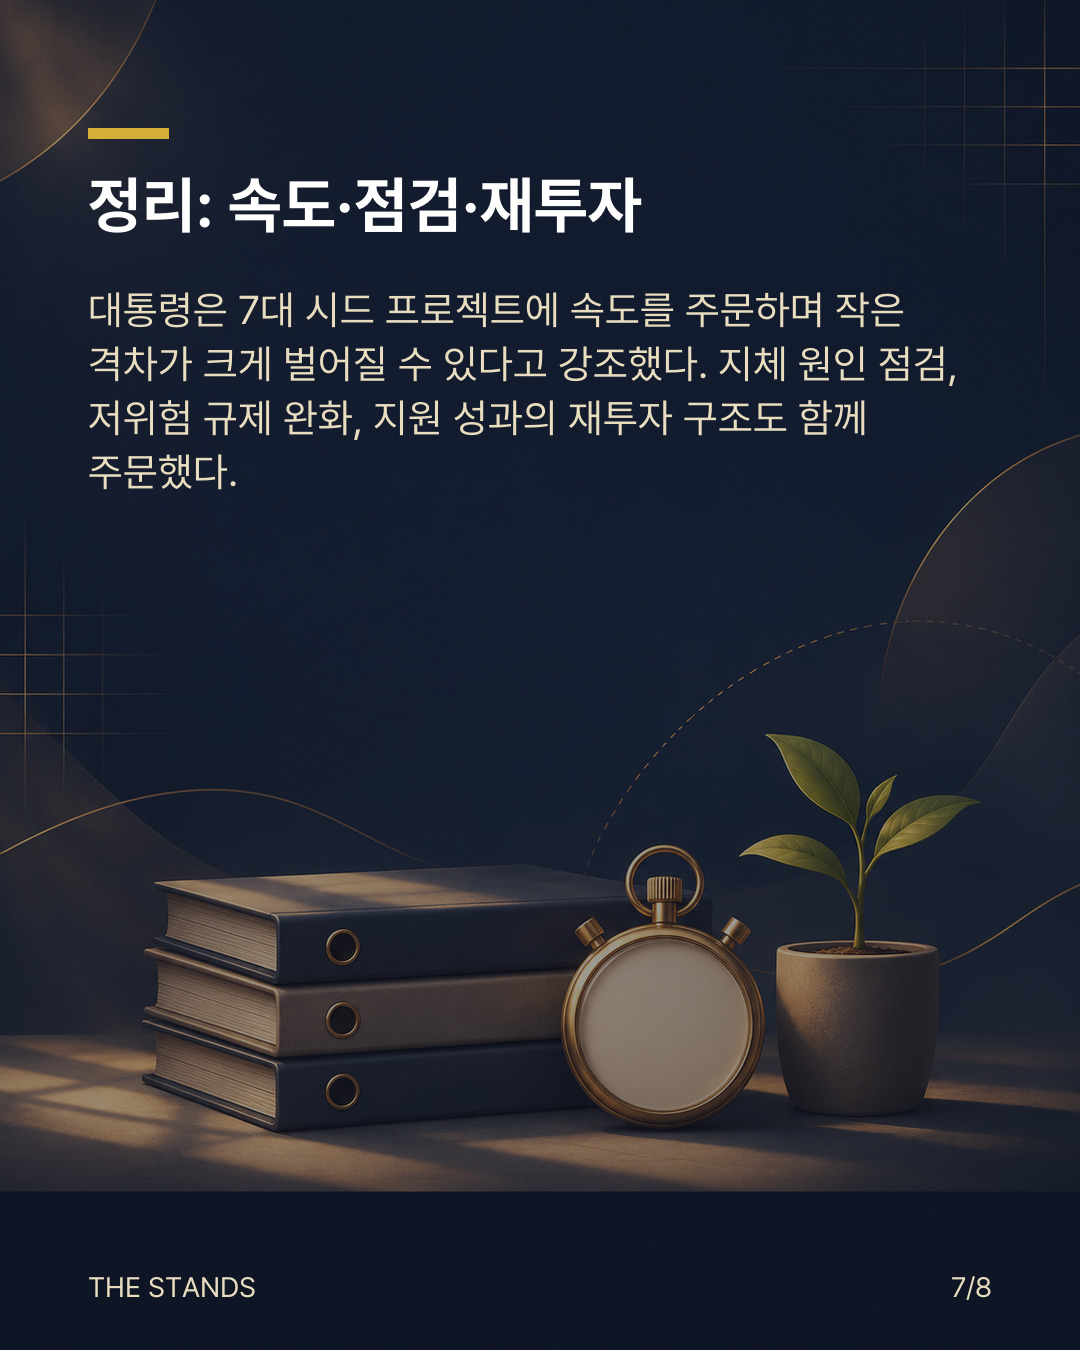 정리: 속도·점검·재투자
대통령은 7대 시드 프로젝트에 속도를 주문하며 작은
격차가 크게 벌어질 수 있다고 강조했다. 지체 원인 점검,
저위험 규제 완화, 지원 성과의 재투자 구조도 함께
주문했다.
THE STANDS
7/8